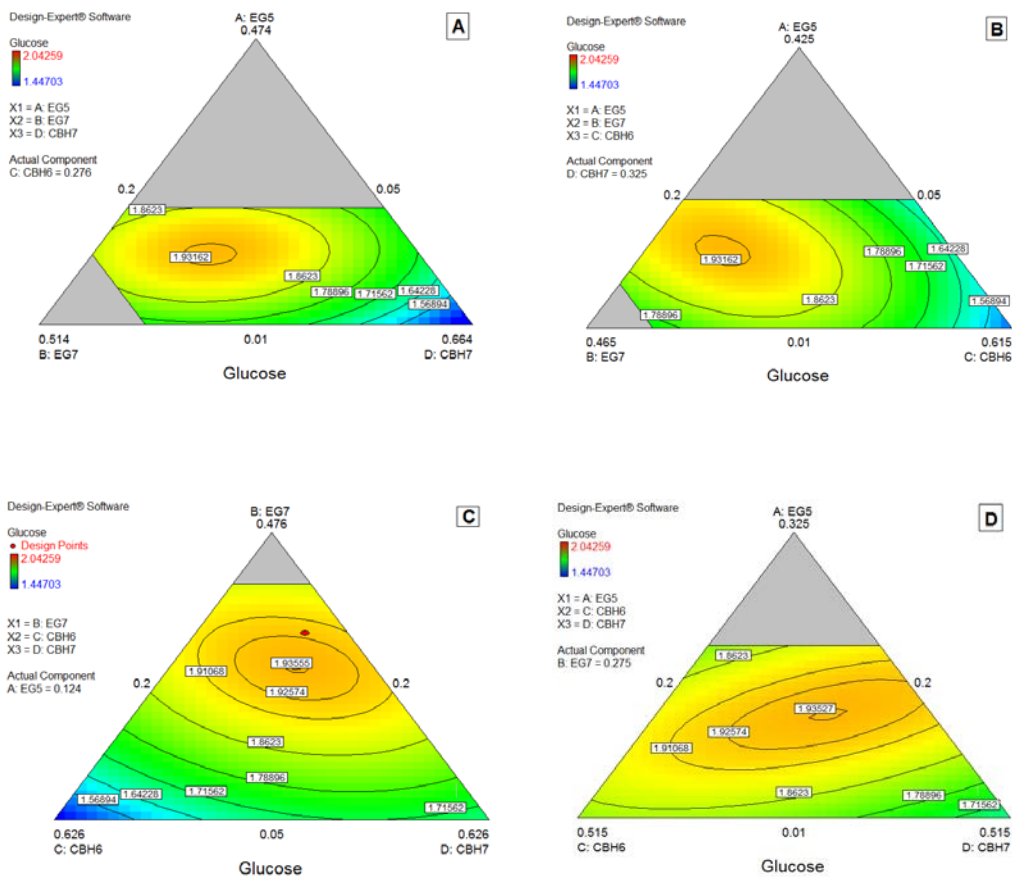 Design-Expert® Software
Glucose
2.04259
1.44703
X1 = A: EG5
X2 = B: EG7
X3 = D: CBH7
Actual Component
C: CBH6 = 0.276
A: EG5
0.474
A
0.2
0.05
1.8623
1.93162
1.8623
1.78896
1.71562
1.64228
1.56894
0.514
0.01
0.664
B: EG7
D: CBH7
Glucose
Design-Expert® Software
Glucose
2.04259
1.44703
X1 = A: EG5
X2 = B: EG7
X3 = C: CBH6
Actual Component
D: CBH7 = 0.325
A: EG5
0.425
B
0.2
0.05
1.93162
1.78896
1.64228
1.71562
1.8623
1.56894
1.78896
0.465
0.01
0.615
B: EG7
C: CBH6
Glucose
Design-Expert® Software
Glucose
Design Points
2.04259
1.44703
X1 = B: EG7
X2 = C: CBH6
X3 = D: CBH7
Actual Component
A: EG5 = 0.124
B: EG7
0.476
C
0.2
0.2
1.91068
1.93555
1.92574
1.8623
1.78896
1.71562
1.64228
1.56894
1.71562
0.626
0.05
0.626
C: CBH6
D: CBH7
Glucose
Design-Expert® Software
Glucose
2.04259
1.44703
X1 = A: EG5
X2 = C: CBH6
X3 = D: CBH7
Actual Component
B: EG7 = 0.275
A: EG5
0.325
D
0.2
0.2
1.8623
1.93527
1.92574
1.91068
1.8623
1.78896
1.71562
0.515
0.01
0.515
C: CBH6
D: CBH7
Glucose